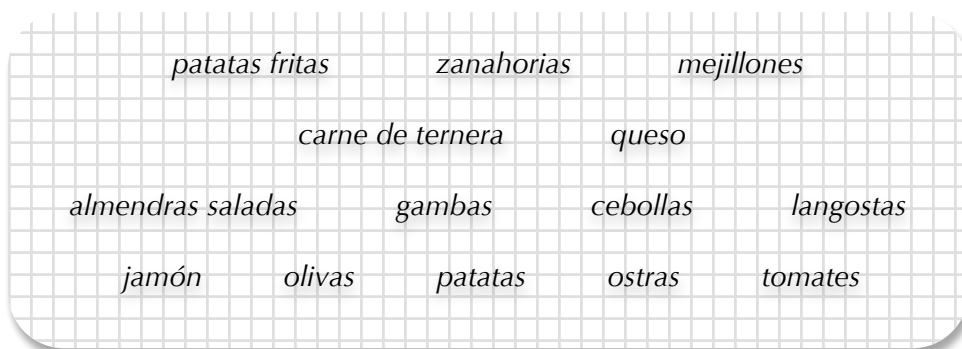 patatas fritas zanahorias mejillones
carne de ternera queso
almendras saladas gambas cebollas langostas
jamón olivas patatas ostras tomates